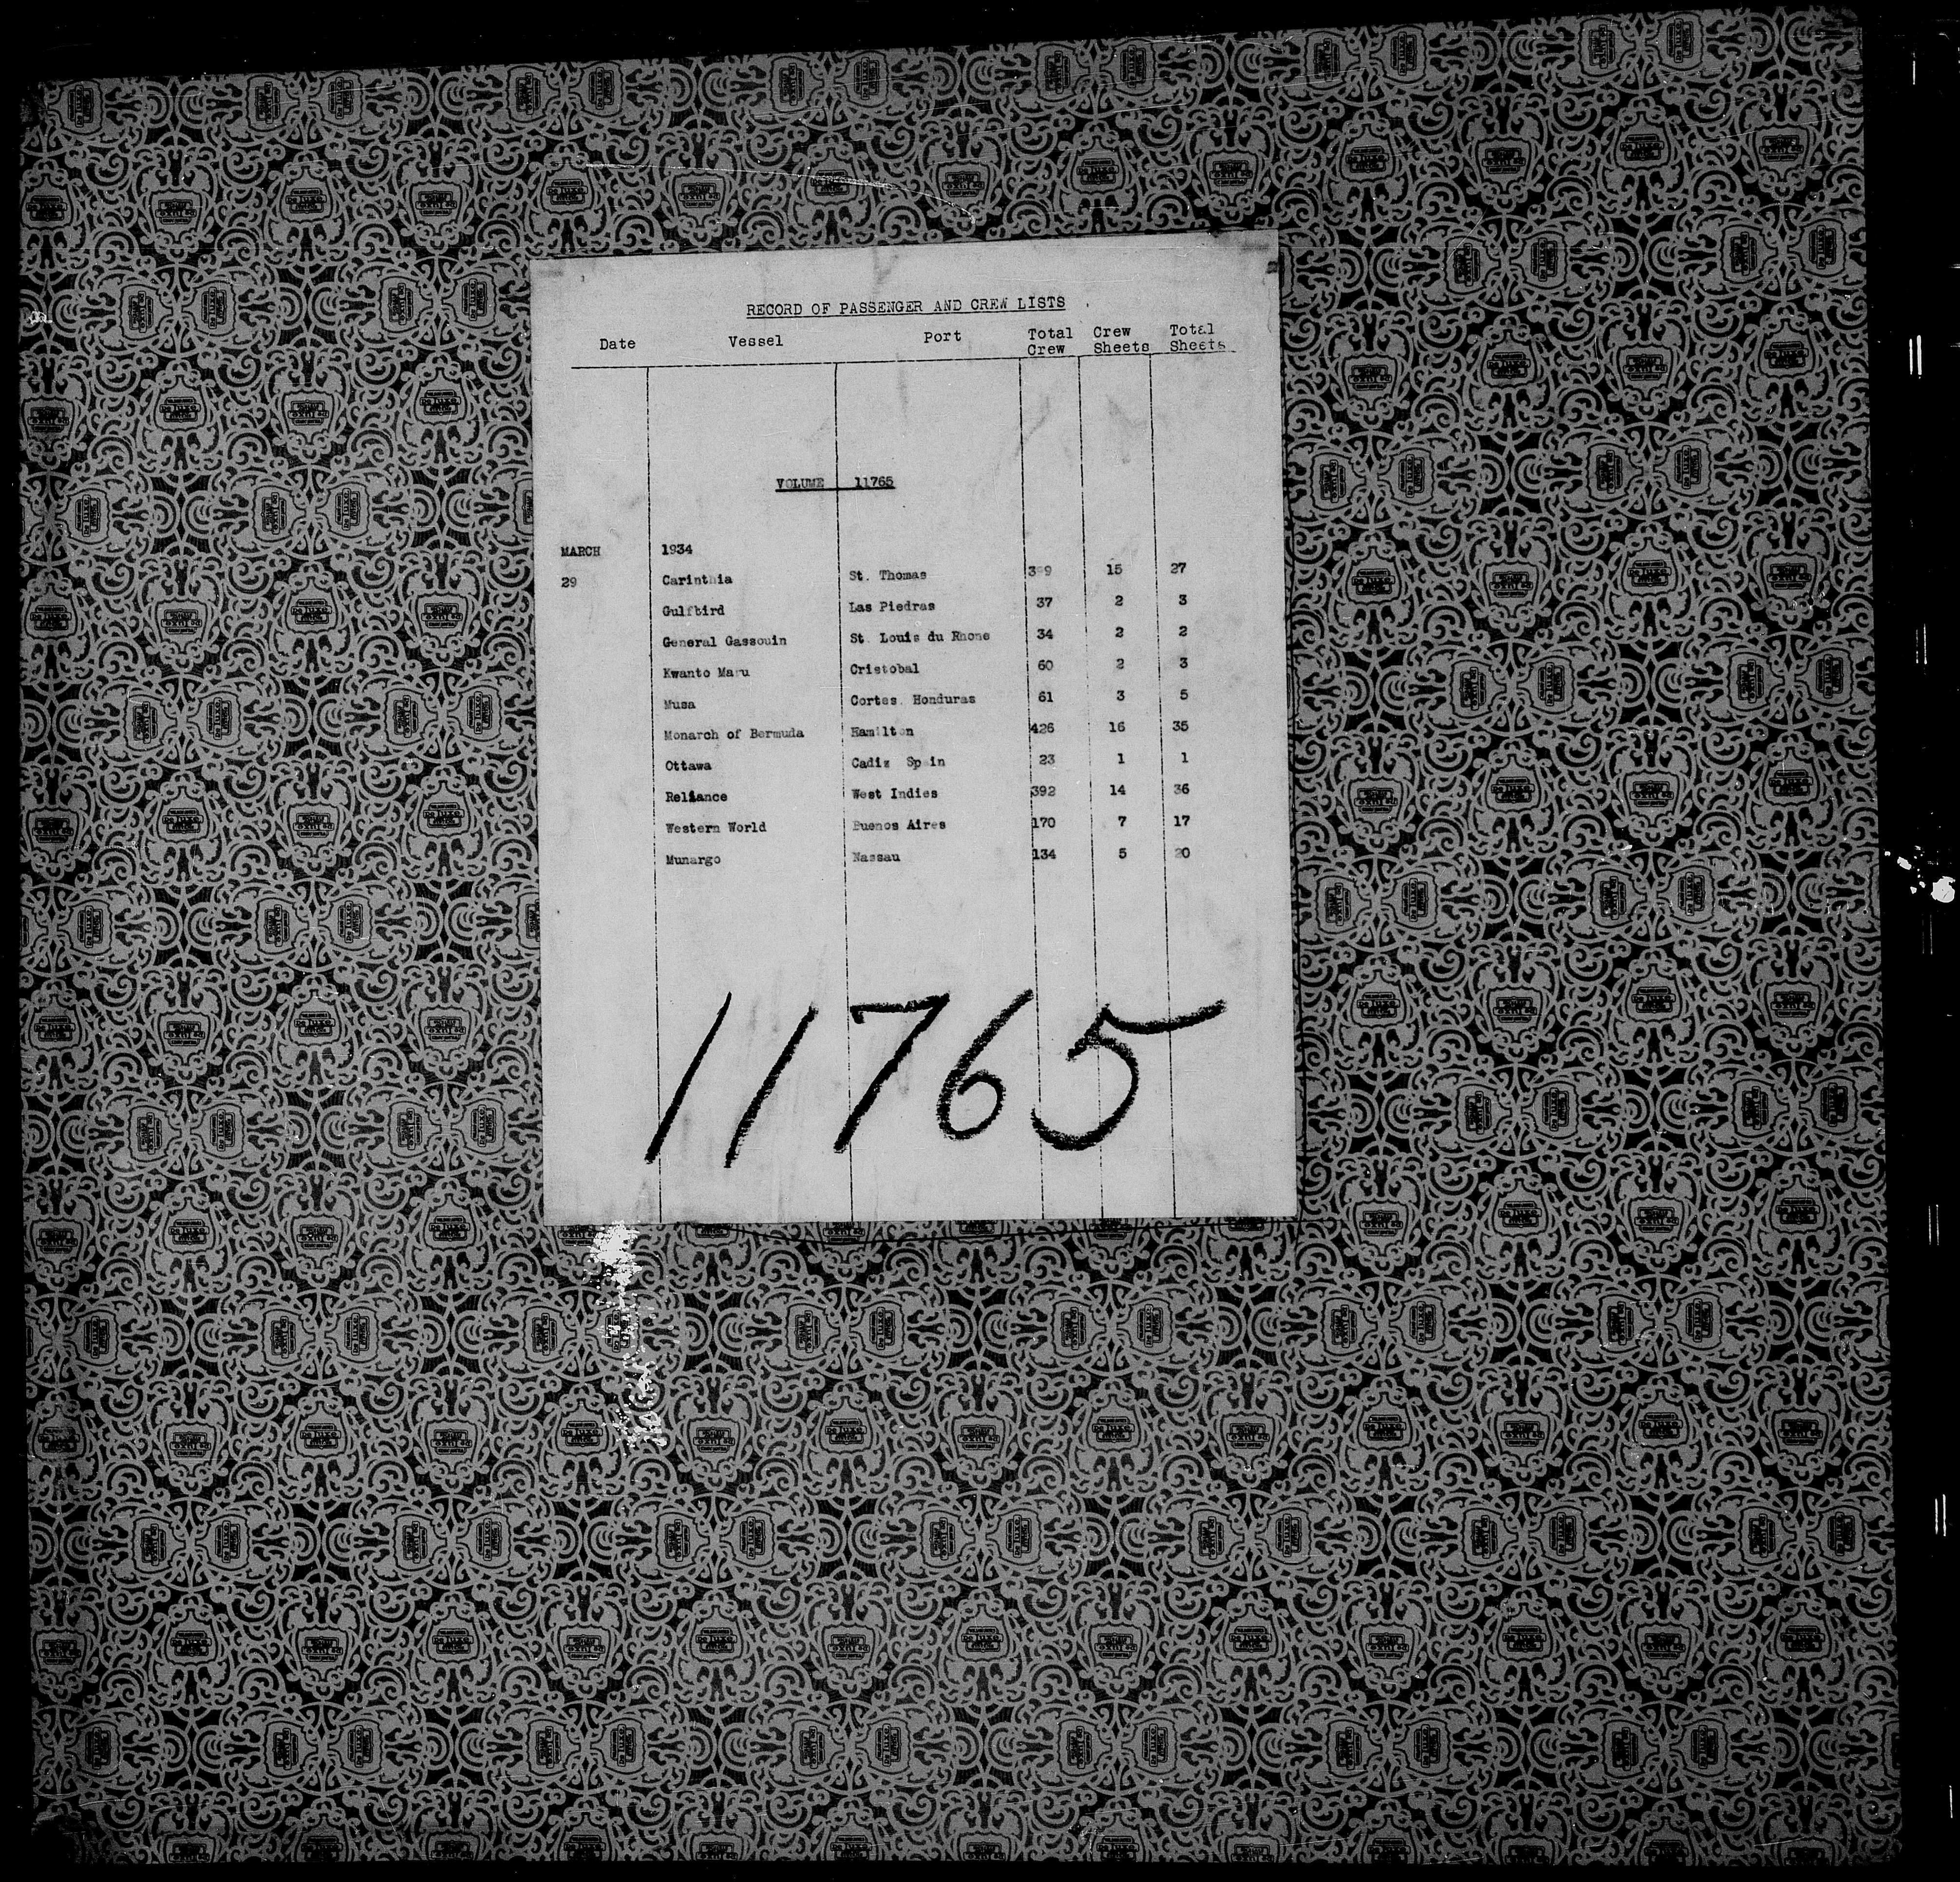 RECORD OF PASSENGER AND CREW LISTS
Date Vessel Port Total Crew Crew Sheets Total Sheets
VOLUME 11765
MARCH 1934
29 Carinthia St. Thomas 15 27
Gulfbird Las Piedras 37 2 3
General Gassouin St. Louis du Rhone 34 2 2
Kwanto Maru Cristobal 60 2 3
Musa Cortes. Honduras 61 3 5
Monarch of Bermuda Hamilton 426 16 35
Ottawa Cadiz Spain 23 1 1
Reliance West Indies 392 14 36
Western World Buenos Aires 170 7 17
Munargo Nassau 134 5 20
11765